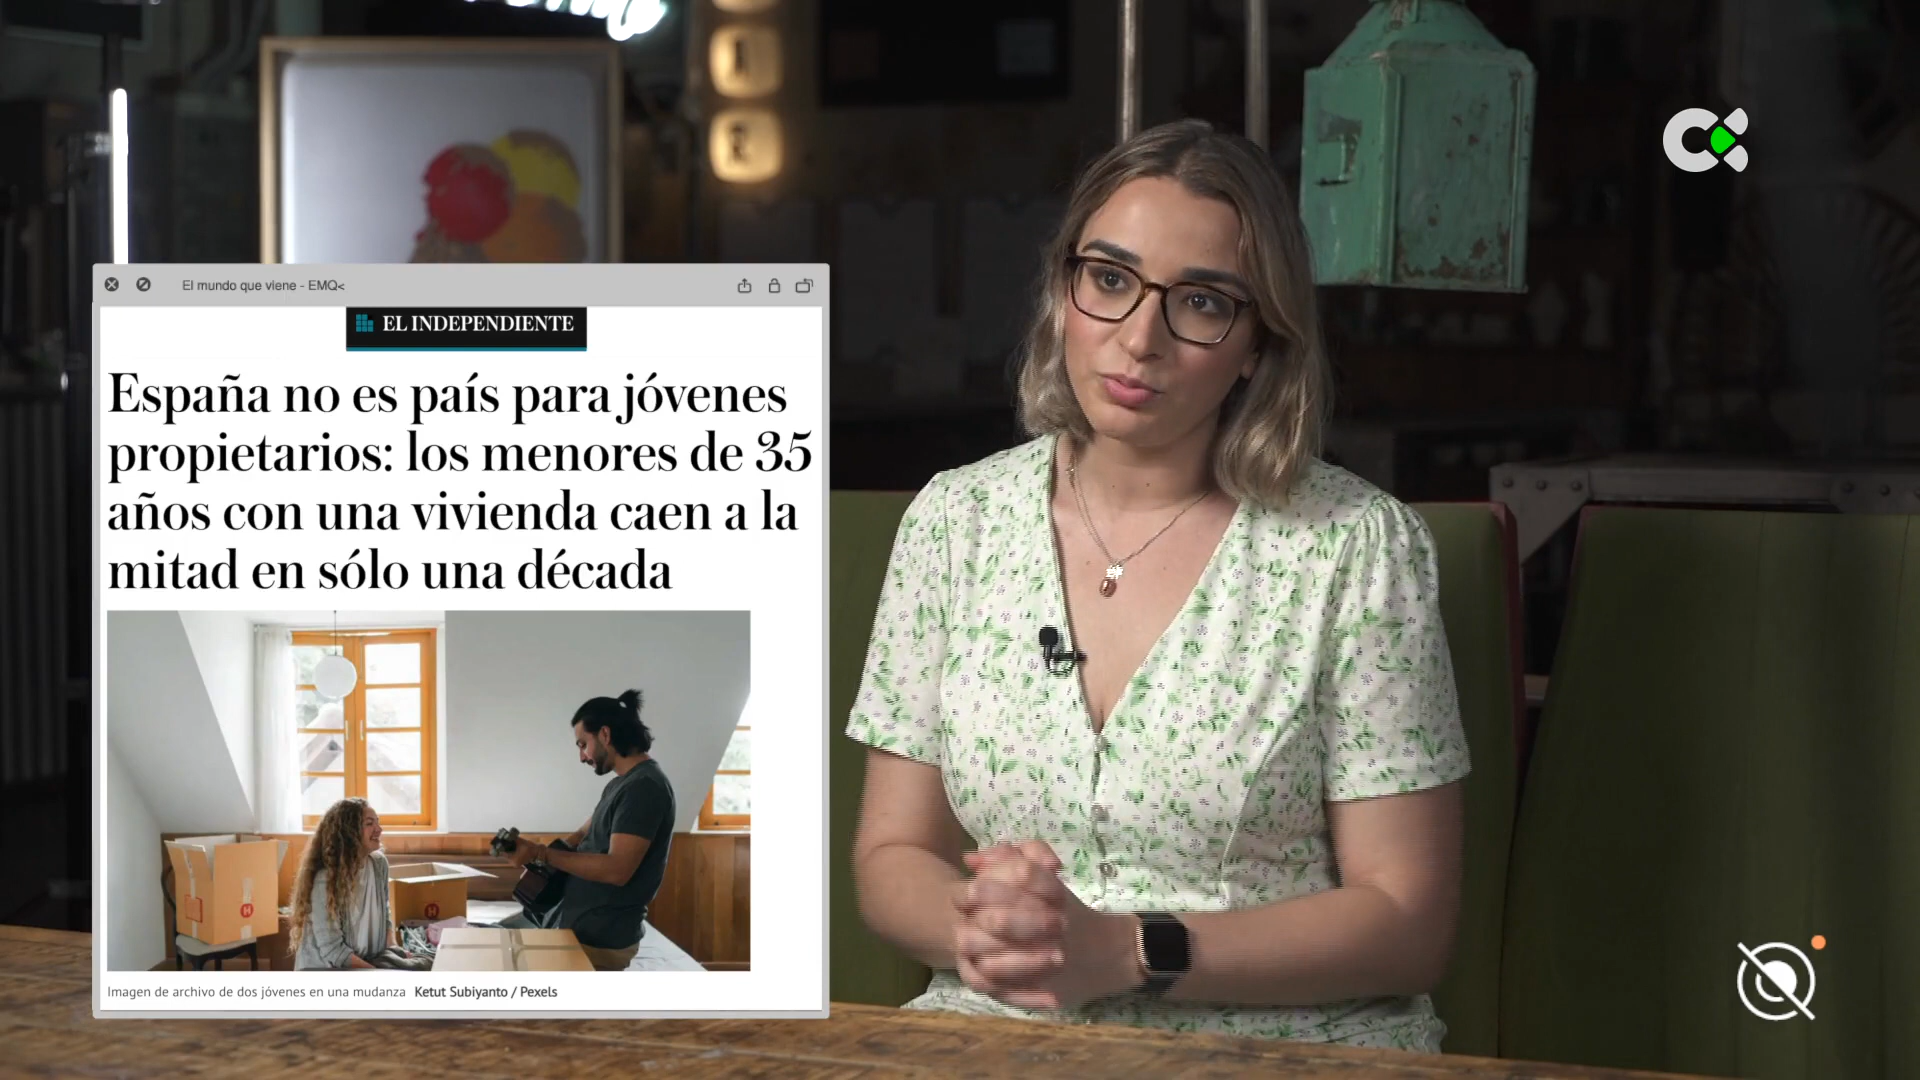 El mundo que viene - EMQ<
EL INDEPENDIENTE
España no es país para jóvenes
propietarios: los menores de 35
años con una vivienda caen a la
mitad en sólo una década
Imagen de archivo de dos jóvenes en una mudanza Ketut Subiyanto / Pexels